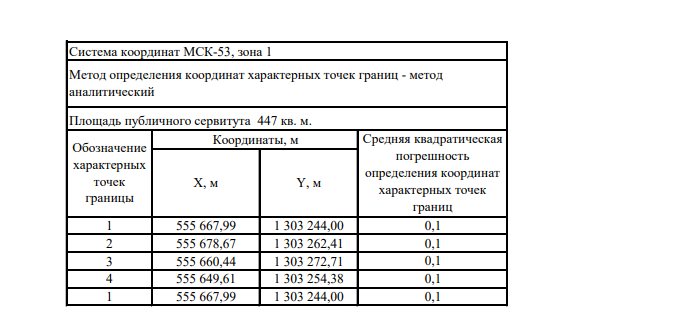 Система координат МСК-53, зона 1
Метод определения координат характерных точек границ - метод
аналитический
Площадь публичного сервитута  447 кв. м.
Обозначение
характерных
точек
границы
Координаты, м
X, м
Y, м
Средняя квадратическая
погрешность
определения координат
характерных точек
границ
1 555 667,99 1 303 244,00 0,1
2 555 678,67 1 303 262,41 0,1
3 555 660,44 1 303 272,71 0,1
4 555 649,61 1 303 254,38 0,1
1 555 667,99 1 303 244,00 0,1